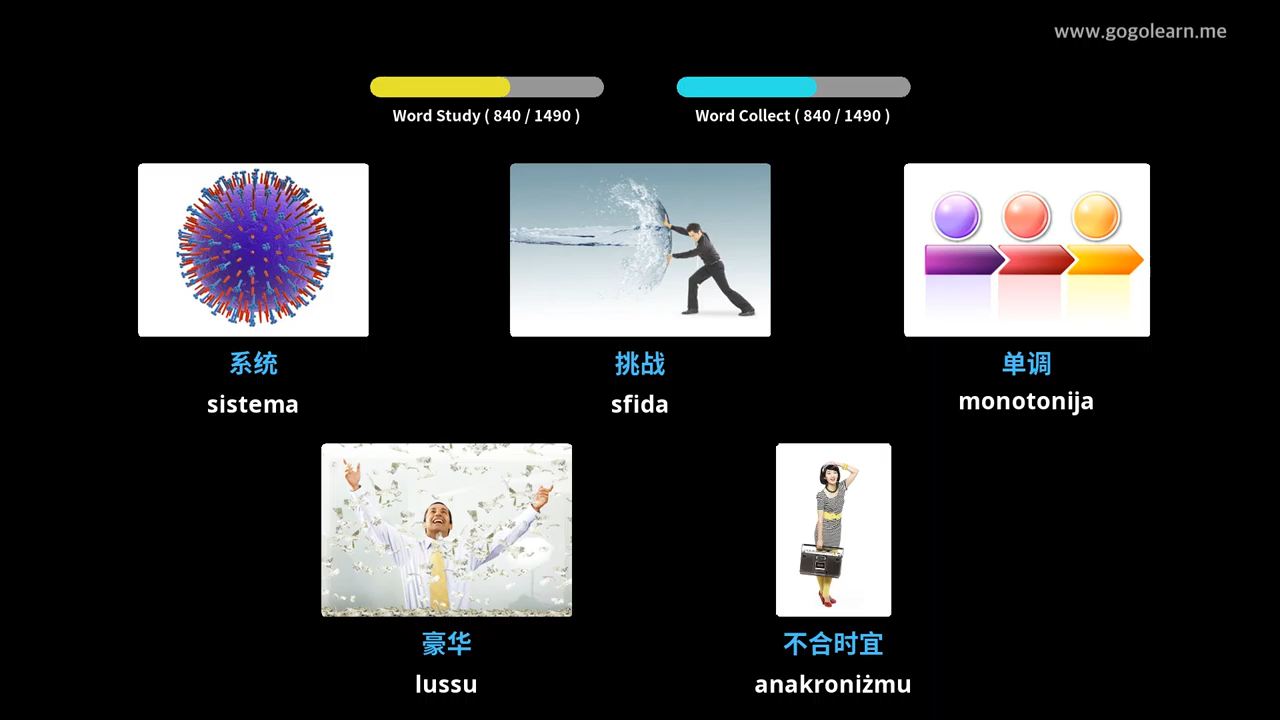 www.gogolearn.me
Word Study ( 840 / 1490 )
Word Collect ( 840 / 1490 )
系统
挑战
单调
sistema
sfida
monotonija
豪华
不合时宜
lussu
anakroniżmu